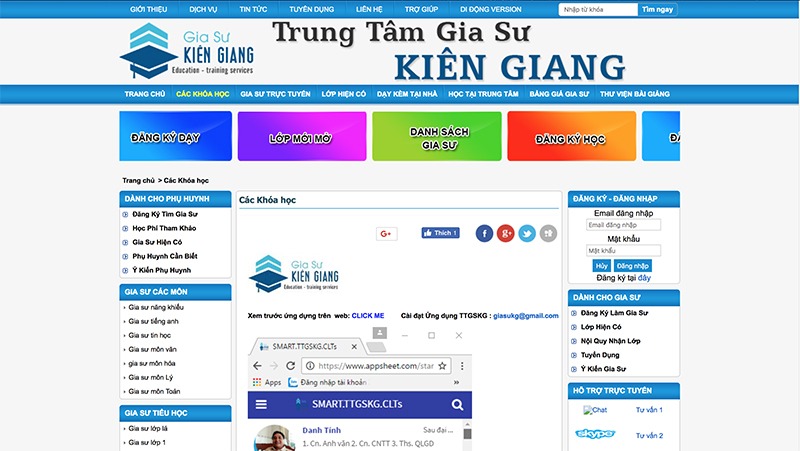 GIỚI THIỆU DỊCH VỤ TIN TỨC TUYỂN DỤNG LIÊN HỆ TRỢ GIÚP DI ĐỘNG VERSION Nhập từ khóa Tìm ngay
Gia Sư
KIÊN GIANG
Education - training services
Trung Tâm Gia Sư
KIÊN GIANG
TRANG CHỦ CÁC KHÓA HỌC GIA SƯ TRỰC TUYẾN LỚP HIỆN CÓ DẠY KÈM TẠI NHÀ HỌC TẠI TRUNG TÂM BẢNG GIÁ GIA SƯ THƯ VIỆN BÀI GIẢNG
ĐĂNG KÝ DẠY
LỚP MỚI MỞ
DANH SÁCH
GIA SƯ
ĐĂNG KÝ HỌC
Trang chủ > Các Khóa học
DÀNH CHO PHỤ HUYNH
Đăng Ký Tìm Gia Sư
Học Phí Tham Khảo
Gia Sư Hiện Có
Phụ Huynh Cần Biết
Ý Kiến Phụ Huynh
GIA SƯ CÁC MÔN
Gia sư năng khiếu
Gia sư tiếng anh
Gia sư tin học
Gia sư môn văn
gia sư môn hóa
Gia sư môn Lý
Gia sư môn Toán
GIA SƯ TIỂU HỌC
Gia sư lớp lá
Gia sư lớp 1
Các Khóa học
G+
Thích 1
Gia Sư
KIÊN GIANG
Education - training services
Xem trước ứng dụng trên web: CLICK ME Cài đặt Ứng dụng TTGSKG : giasukg@gmail.com
SMART.TTGSKG.CLTs
https://www.appsheet.com/star
Apps Đăng nhập tài khoản »
SMART.TTGSKG.CLTs
Danh Tính Sau đại ...
1. Cn. Anh văn 2. Cn. CNTT 3. Ths. QLGD
ĐĂNG KÝ - ĐĂNG NHẬP
Email đăng nhập
Email đăng nhập
Mật khẩu
Mật khẩu
Hủy Đăng nhập
Đăng ký tại đây
DÀNH CHO GIA SƯ
Đăng Ký Làm Gia Sư
Lớp Hiện Có
Nội Quy Nhận Lớp
Tuyển Dụng
Ý Kiến Gia Sư
HỖ TRỢ TRỰC TUYẾN
Chat Tư vấn 1
skype Tư vấn 2